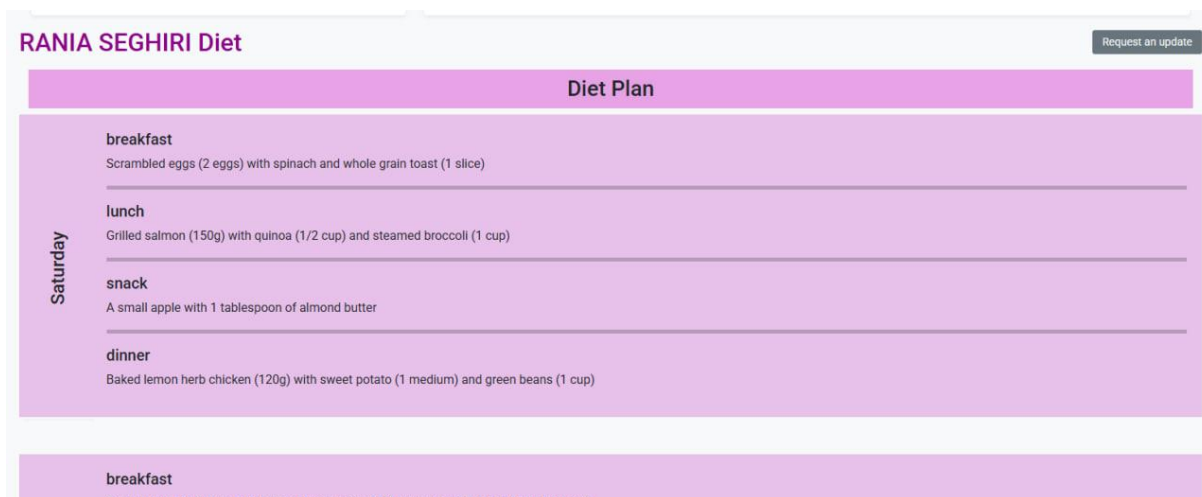 RANIA SEGHIRI Diet
Request an update
Diet Plan
Saturday
breakfast
Scrambled eggs (2 eggs) with spinach and whole grain toast (1 slice)
lunch
Grilled salmon (150g) with quinoa (1/2 cup) and steamed broccoli (1 cup)
snack
A small apple with 1 tablespoon of almond butter
dinner
Baked lemon herb chicken (120g) with sweet potato (1 medium) and green beans (1 cup)
breakfast